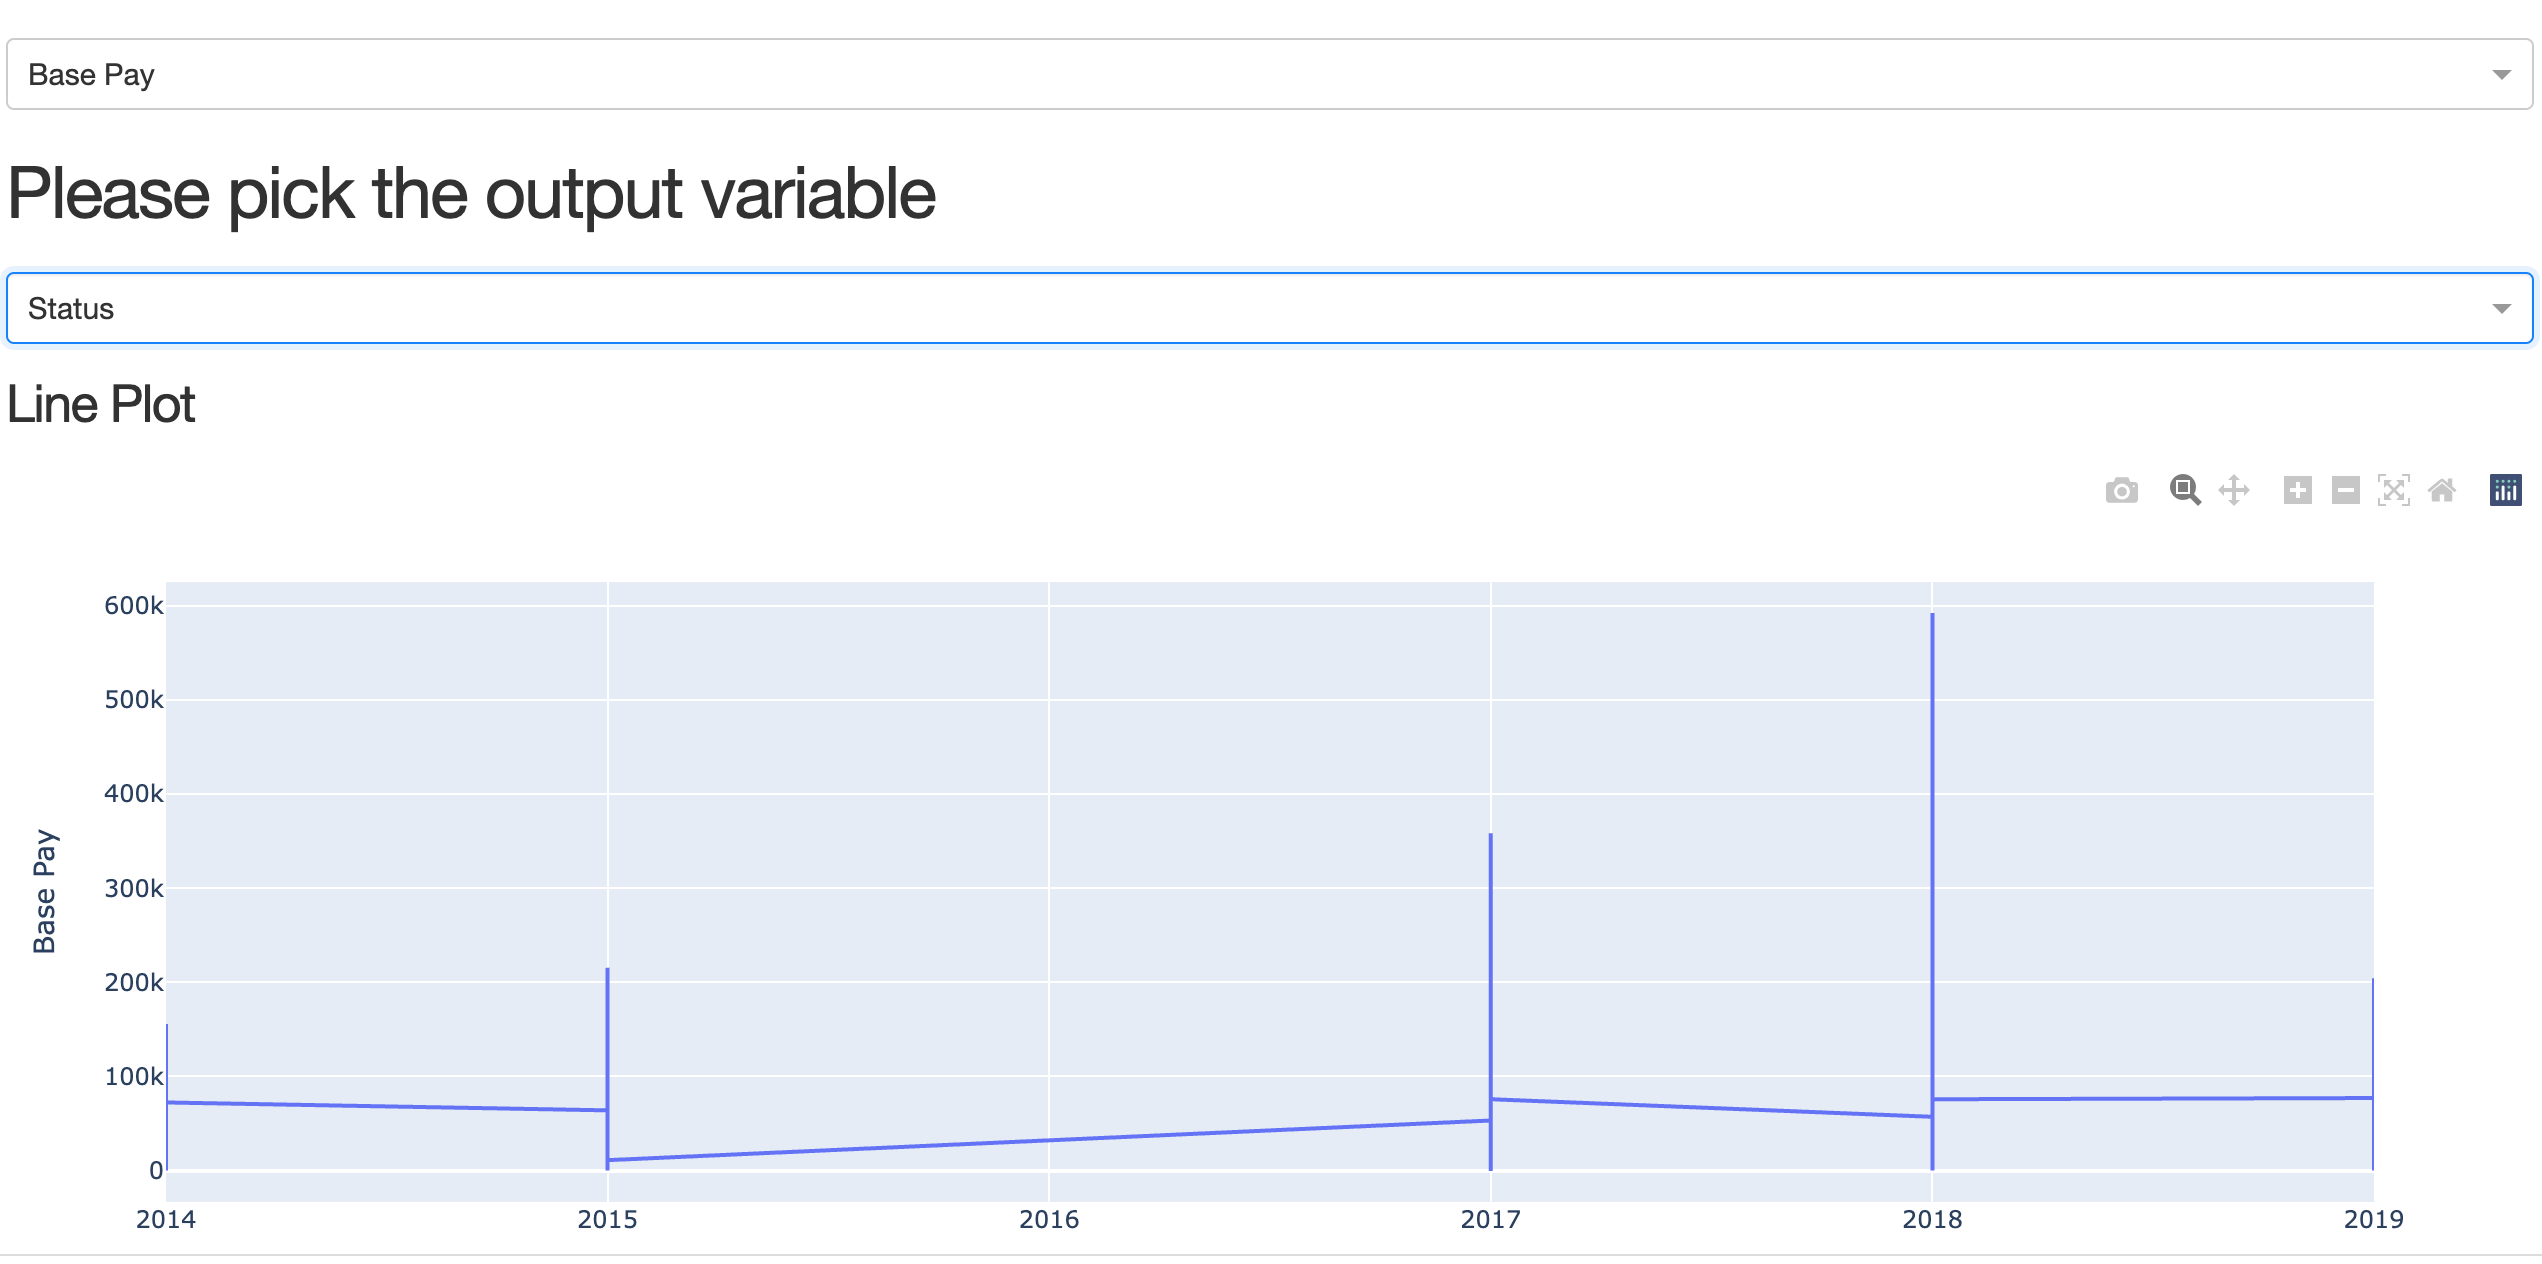 Base Pay
Please pick the output variable
Status
Line Plot
600k
500k
400k
300k
200k
100k
0
Base Pay
2014 2015 2016 2017 2018 2019